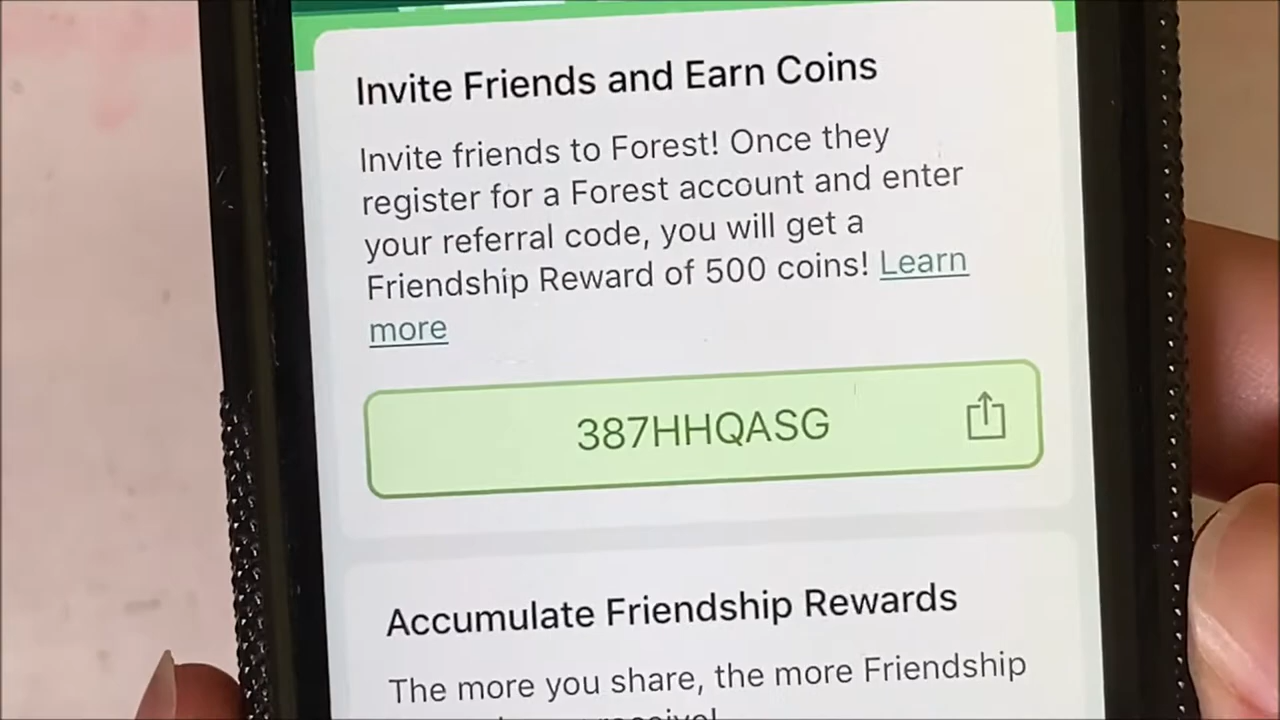 Invite Friends and Earn Coins
Invite friends to Forest! Once they
register for a Forest account and enter
your referral code, you will get a
Friendship Reward of 500 coins! Learn
more
387HHQASG
Accumulate Friendship Rewards
The more you share, the more Friendship